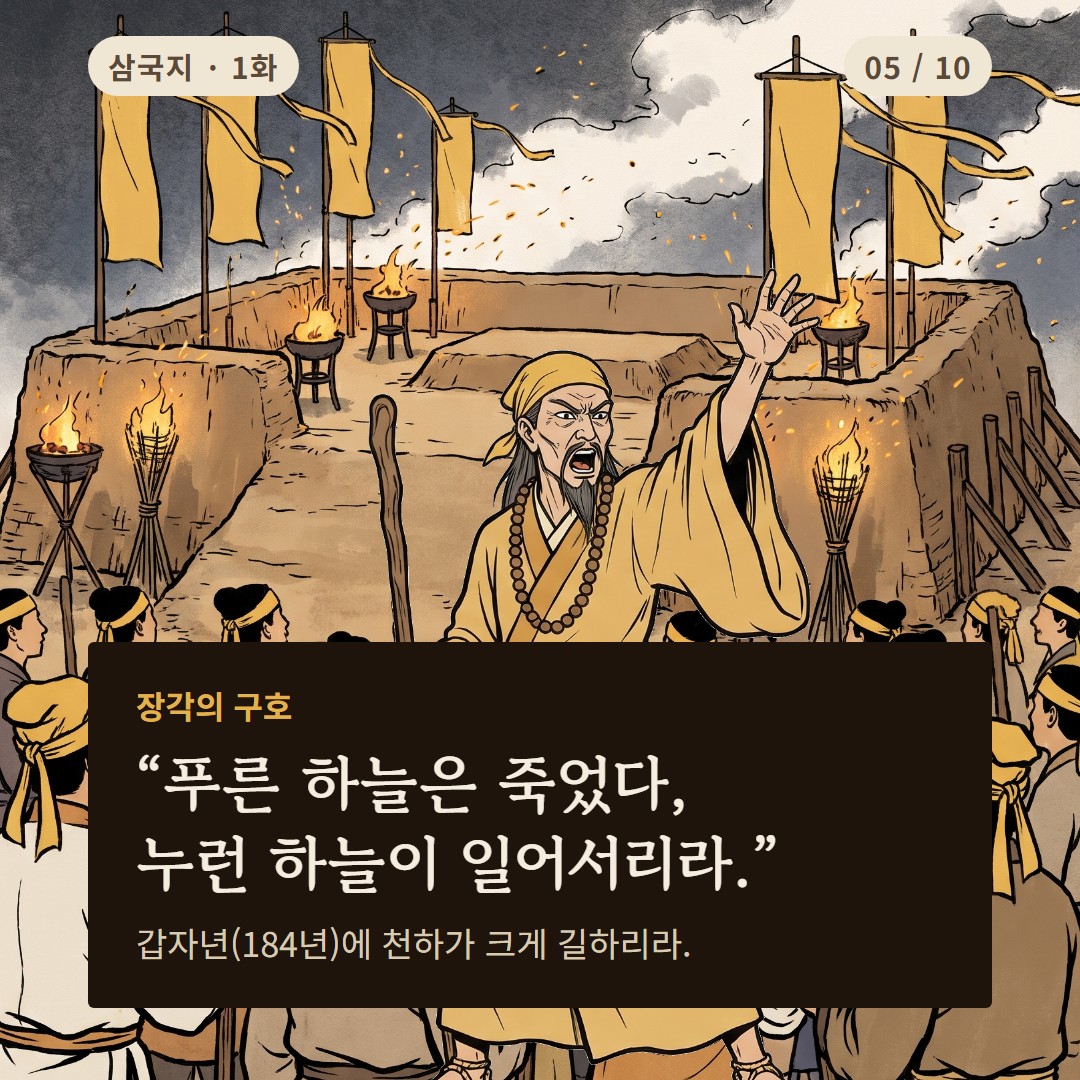 삼국지 · 1화
05 / 10
장각의 구호
“푸른 하늘은 죽었다,
누런 하늘이 일어서리라.”
갑자년(184년)에 천하가 크게 길하리라.